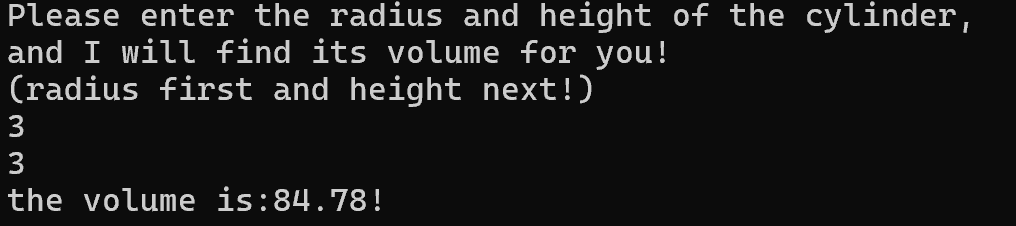 Please enter the radius and height of the cylinder,
and I will find its volume for you!
(radius first and height next!)
3
3
the volume is:84.78!